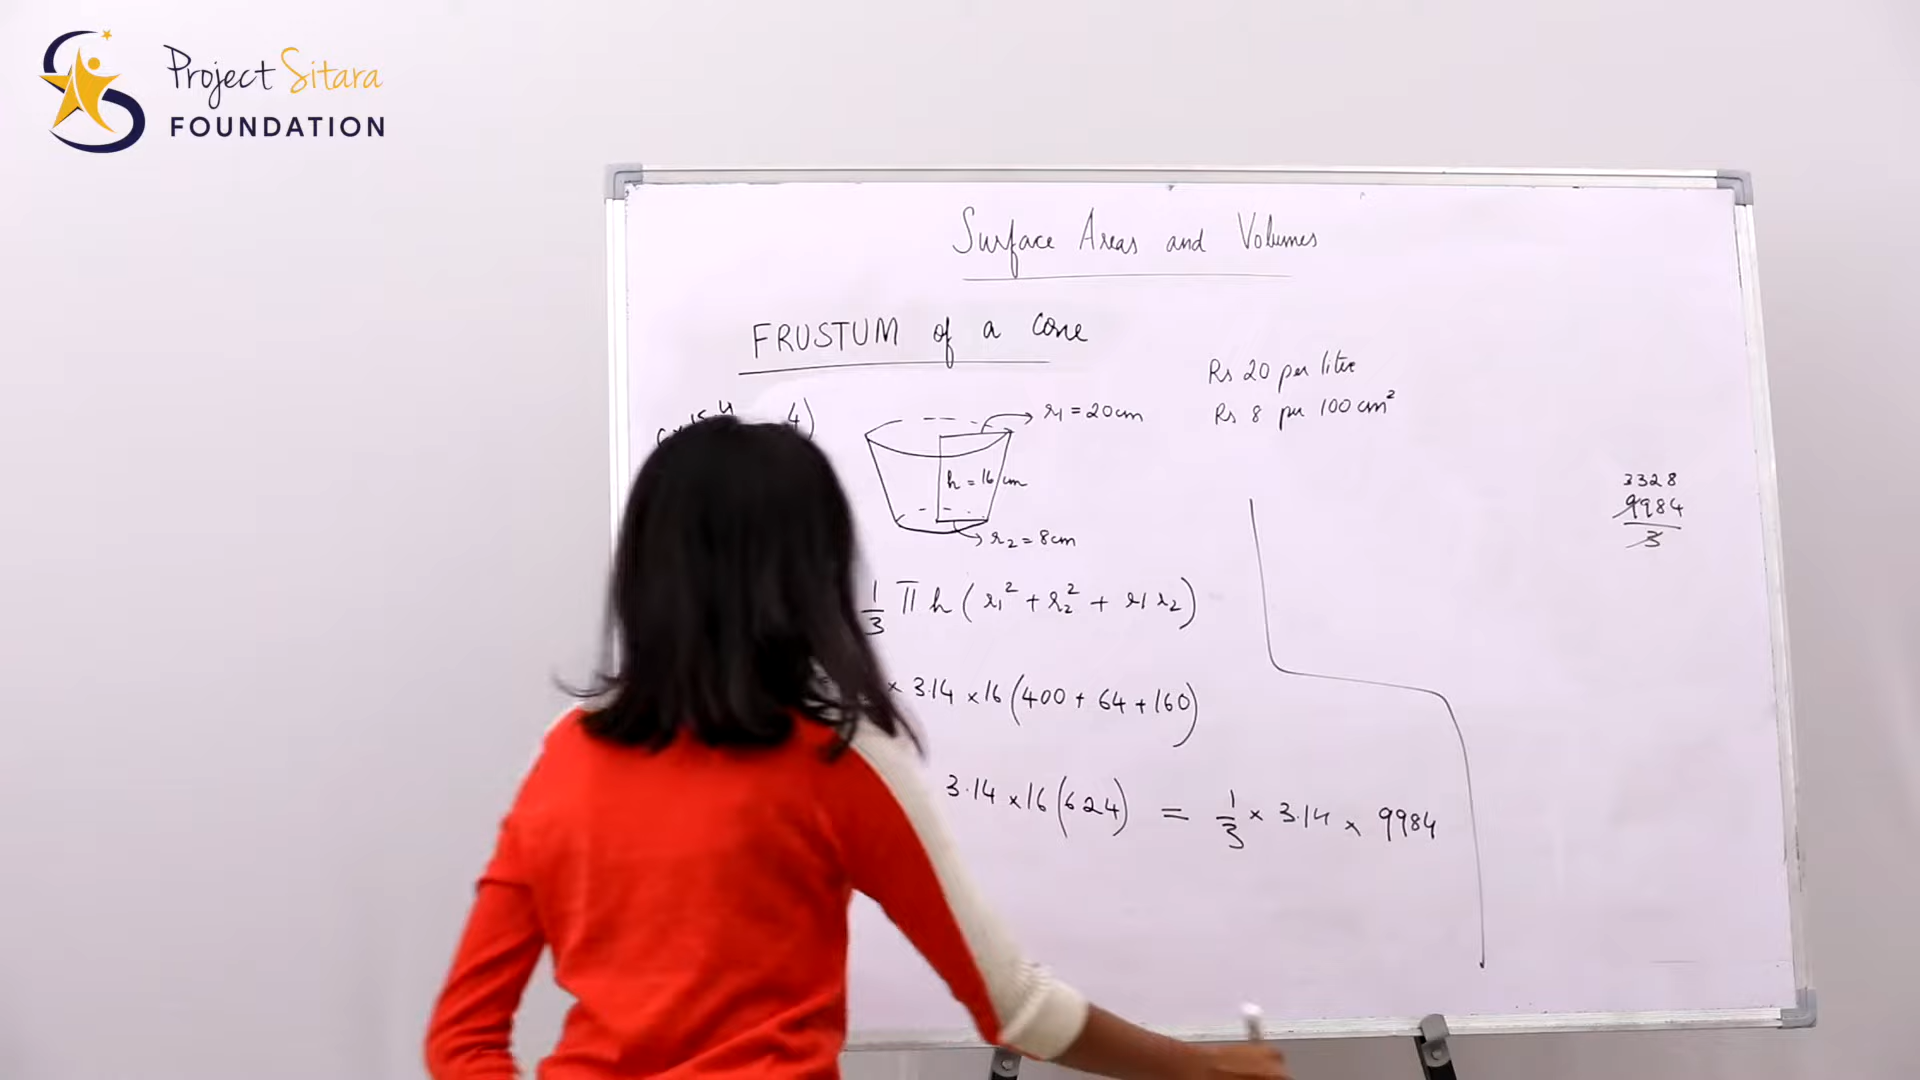 Project Sitara
FOUNDATION
Surface Areas and Volumes
FRUSTUM of a cone
Rs 20 per litre
Rs 8 per 100 cm²
4)
r₁ = 20cm
h = 16 cm
r₂ = 8cm
3328
9984
3
1/3 π h (r₁² + r₂² + r₁ r₂)
× 3.14 × 16 (400 + 64 + 160)
3.14 × 16 (624) = 1/3 × 3.14 × 9984